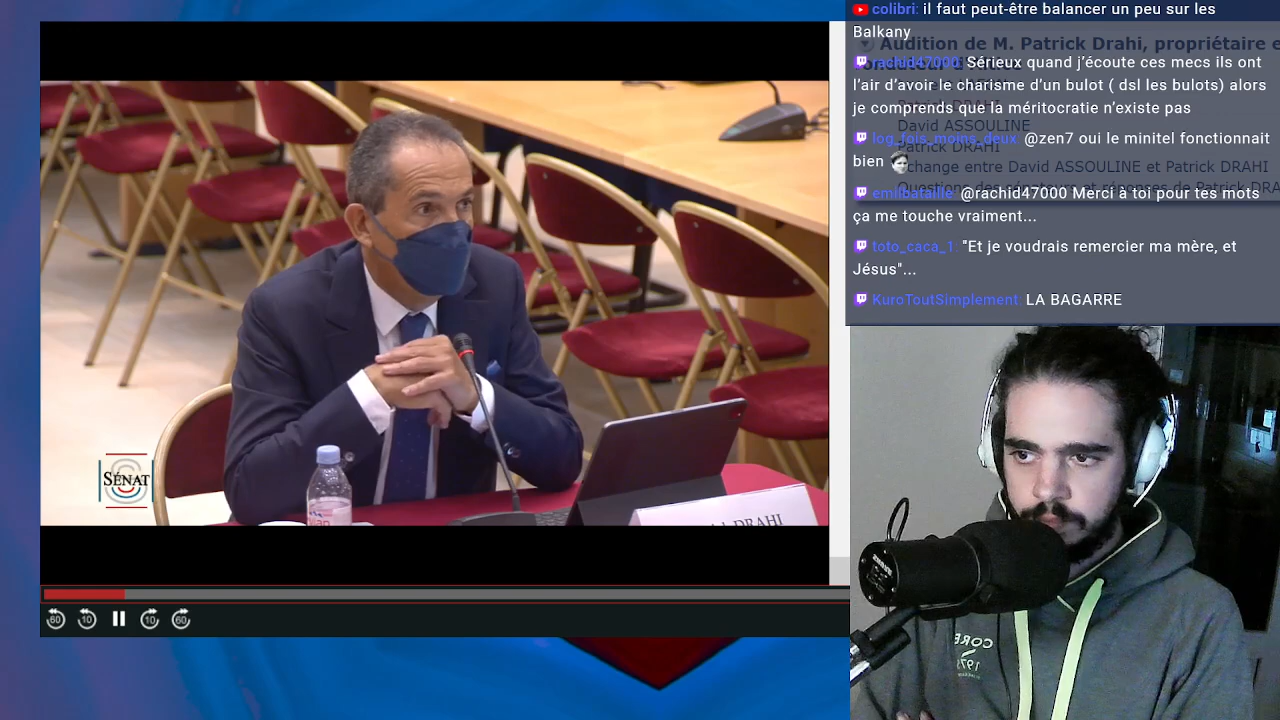 colibri: il faut peut-être balancer un peu sur les
Balkany
Audition de M. Patrick Drahi, propriétaire e
rachid47000: Sérieux quand j'écoute ces mecs ils ont
l'air d'avoir le charisme d'un bulot ( dsl les bulots) alors
je comprends que la méritocratie n'existe pas
David ASSOULINE
log_fois_moins_deux: @zen7 oui le minitel fonctionnait
Patrick DRAHI
bien
change entre David ASSOULINE et Patrick DRAHI
emilbataille: @rachid47000 Merci à toi pour tes mots
ça me touche vraiment...
toto_caca_1: "Et je voudrais remercier ma mère, et
Jésus"...
KuroToutSimplement: LA BAGARRE
SÉNAT
DRAHI
60 10 10 60